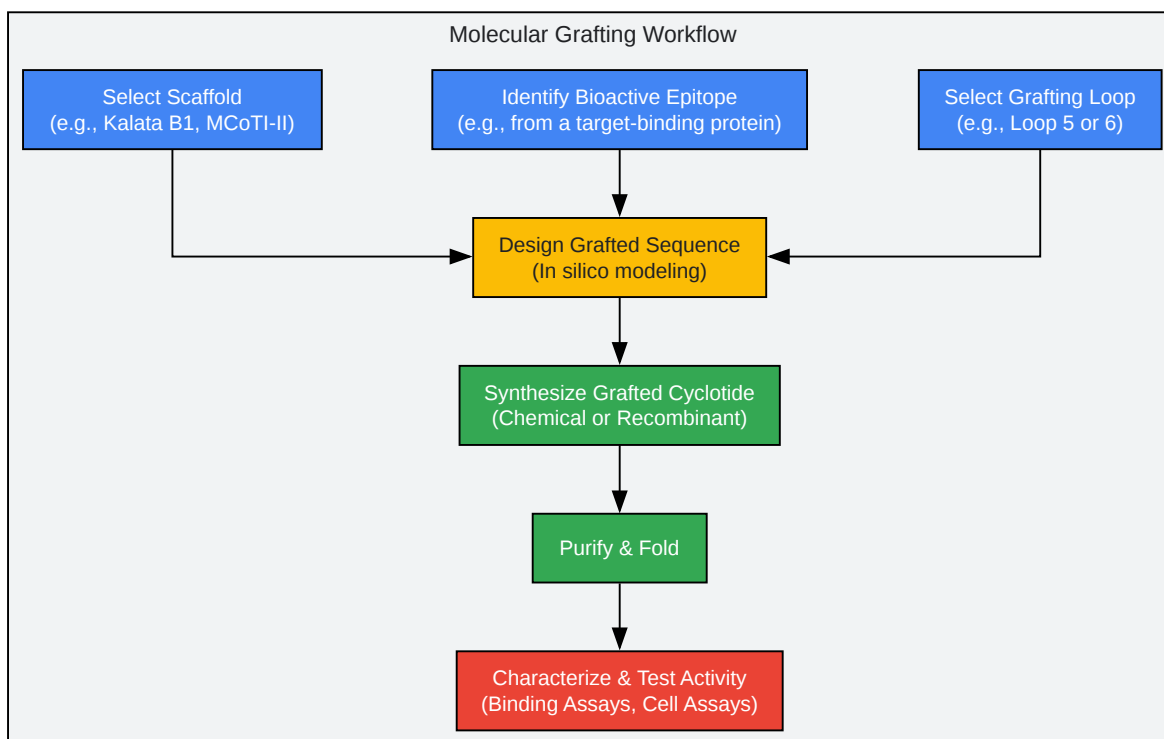 Molecular Grafting Workflow
Select Scaffold
(e.g., Kalata B1, MCoTI-II)
Identify Bioactive Epitope
(e.g., from a target-binding protein)
Select Grafting Loop
(e.g., Loop 5 or 6)
Design Grafted Sequence
(In silico modeling)
Synthesize Grafted Cyclotide
(Chemical or Recombinant)
Purify & Fold
Characterize & Test Activity
(Binding Assays, Cell Assays)